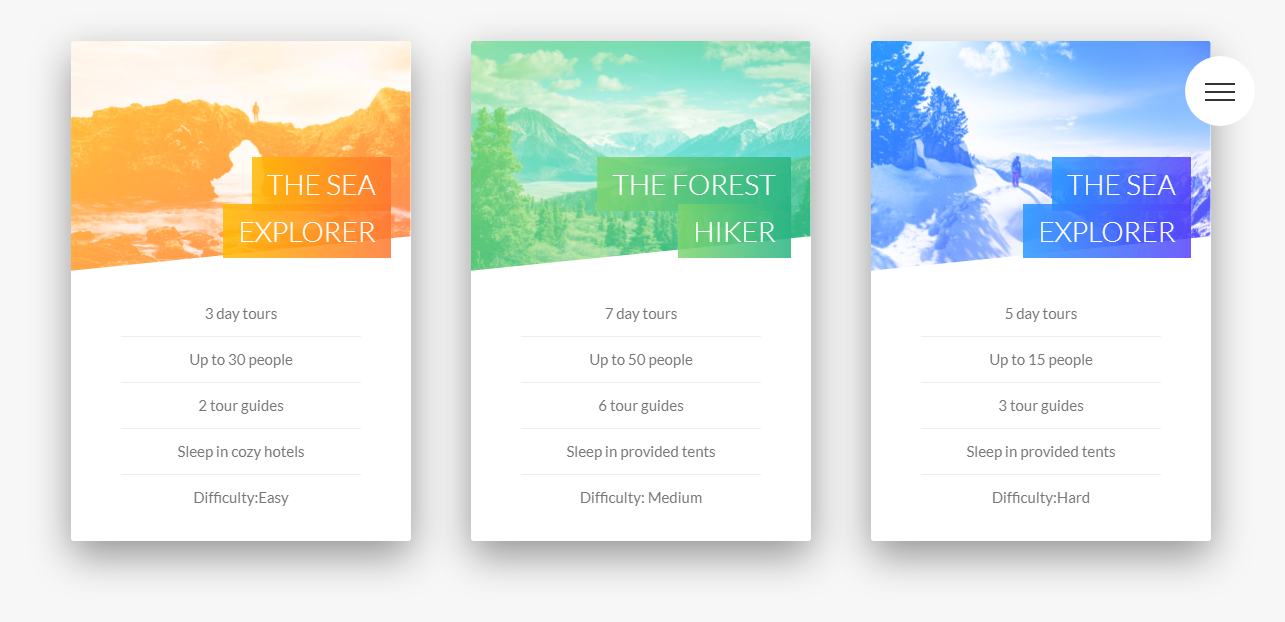 THE SEA
EXPLORER
3 day tours
Up to 30 people
2 tour guides
Sleep in cozy hotels
Difficulty:Easy
THE FOREST
HIKER
7 day tours
Up to 50 people
6 tour guides
Sleep in provided tents
Difficulty: Medium
THE SEA
EXPLORER
5 day tours
Up to 15 people
3 tour guides
Sleep in provided tents
Difficulty:Hard